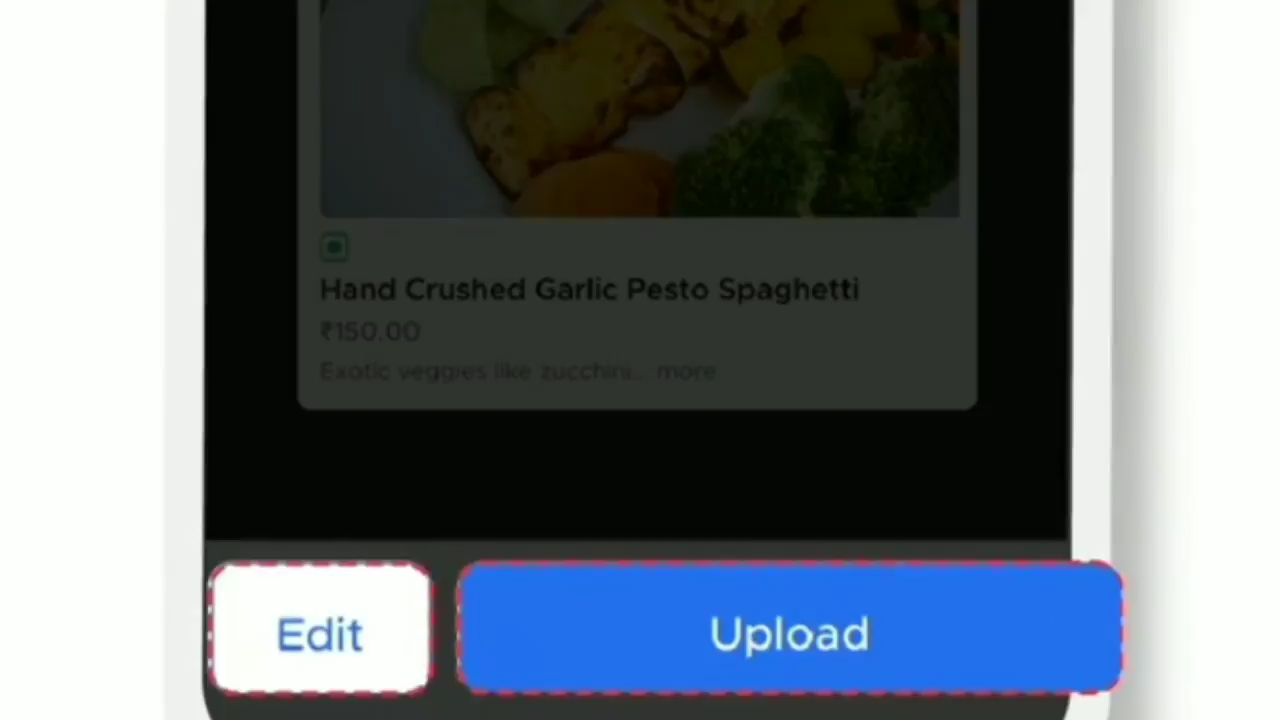 Hand Crushed Garlic Pesto Spaghetti
₹150.00
Exotic veggies like zucchini... more
Edit
Upload